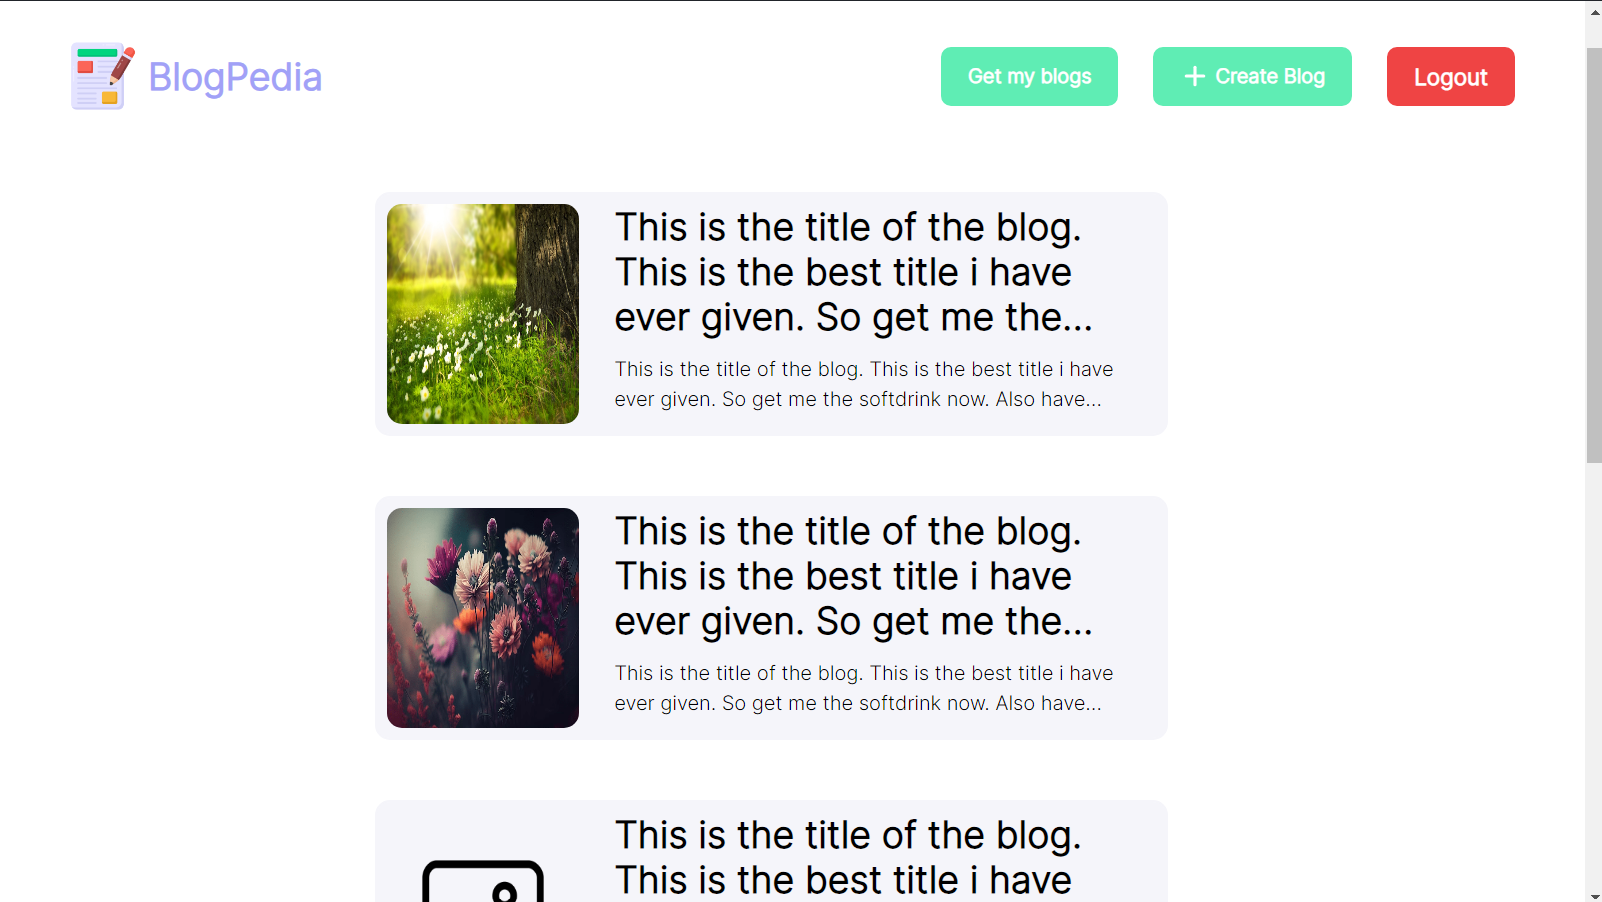 BlogPedia
Get my blogs
Create Blog
Logout
This is the title of the blog.
This is the best title i have
ever given. So get me the...
This is the title of the blog. This is the best title i have
ever given. So get me the softdrink now. Also have...
This is the title of the blog.
This is the best title i have
ever given. So get me the...
This is the title of the blog. This is the best title i have
ever given. So get me the softdrink now. Also have...
This is the title of the blog.
This is the best title i have